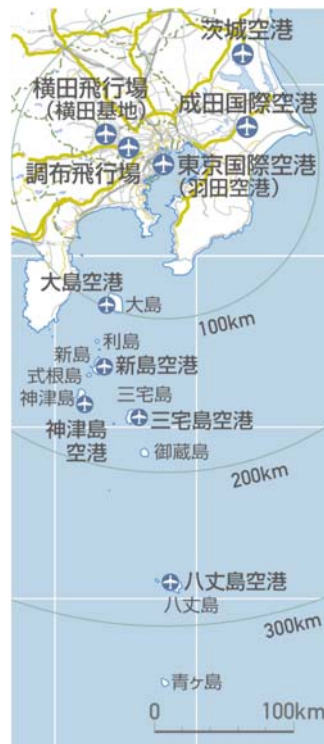 茨城空港
横田飛行場
（横田基地）
成田国際空港
調布飛行場
東京国際空港
（羽田空港）
大島空港
大島
100km
利島
新島
新島空港
式根島
神津島
三宅島
神津島
空港
三宅島空港
御蔵島
200km
八丈島空港
八丈島
300km
青ヶ島
0
100km